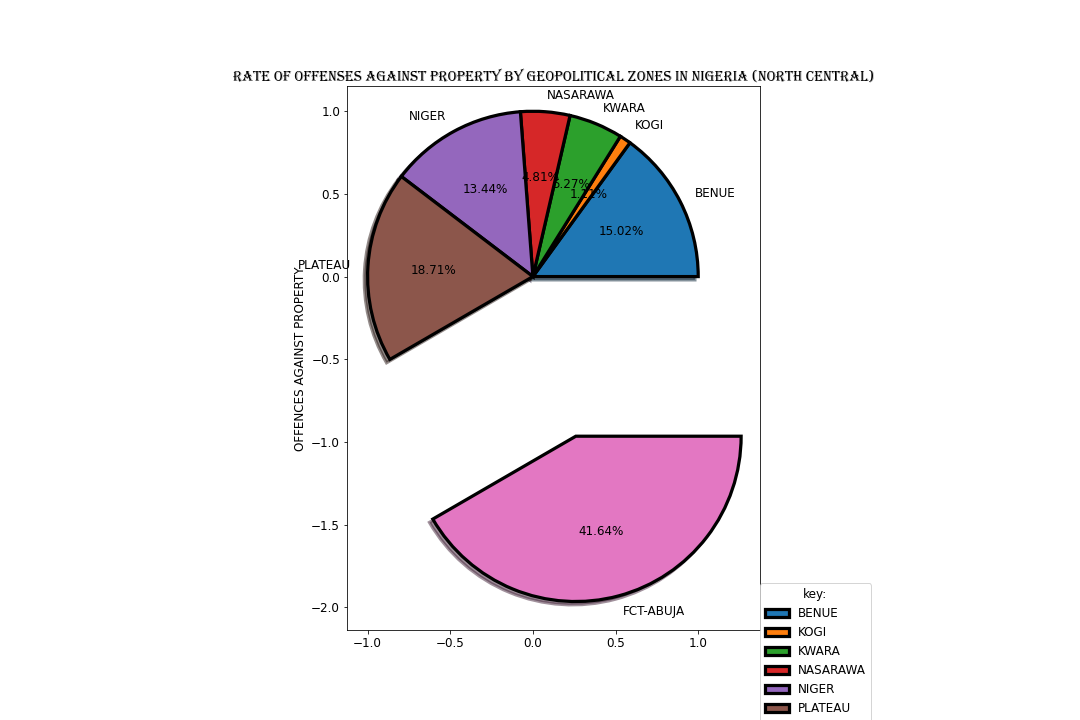 RATE OF OFFENSES AGAINST PROPERTY BY GEOPOLITICAL ZONES IN NIGERIA (NORTH CENTRAL)
NASARAWA
KWARA
KOGI
NIGER
BENUE
PLATEAU
FCT-ABUJA
4.81%
5.27%
1.11%
13.44%
15.02%
18.71%
41.64%
OFFENCES AGAINST PROPERTY
1.0
0.5
0.0
−0.5
−1.0
−1.5
−2.0
−1.0 −0.5 0.0 0.5 1.0
key:
BENUE
KOGI
KWARA
NASARAWA
NIGER
PLATEAU